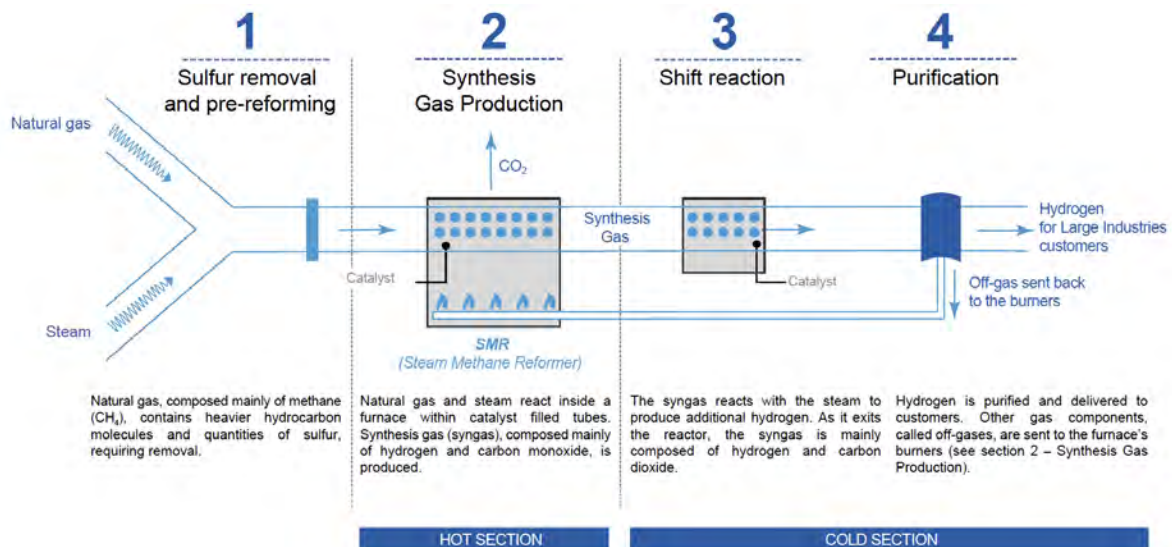 1
Sulfur removal
and pre-reforming
2
Synthesis
Gas Production
3
Shift reaction
4
Purification
Natural gas
Steam
CO₂
Catalyst
SMR
(Steam Methane Reformer)
Synthesis
Gas
Catalyst
Hydrogen
for Large Industries
customers
Off-gas sent back
to the burners
Natural gas, composed mainly of methane
(CH₄), contains heavier hydrocarbon
molecules and quantities of sulfur,
requiring removal.
Natural gas and steam react inside a
furnace within catalyst filled tubes.
Synthesis gas (syngas), composed mainly
of hydrogen and carbon monoxide, is
produced.
The syngas reacts with the steam to
produce additional hydrogen. As it exits
the reactor, the syngas is mainly
composed of hydrogen and carbon
dioxide.
Hydrogen is purified and delivered to
customers. Other gas components,
called off-gases, are sent to the furnace's
burners (see section 2 – Synthesis Gas
Production).
HOT SECTION
COLD SECTION